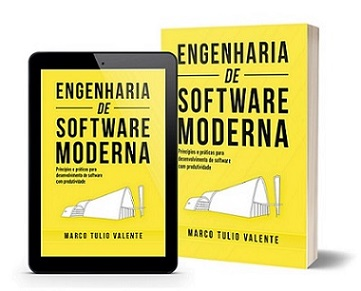 ENGENHARIA
DE
SOFTWARE
MODERNA
Princípios e práticas para
desenvolvimento de software
com produtividade
MARCO TULIO VALENTE
ENGENHARIA
DE
SOFTWARE
MODERNA
Princípios e práticas para
desenvolvimento de software
com produtividade
MARCO TULIO VALENTE